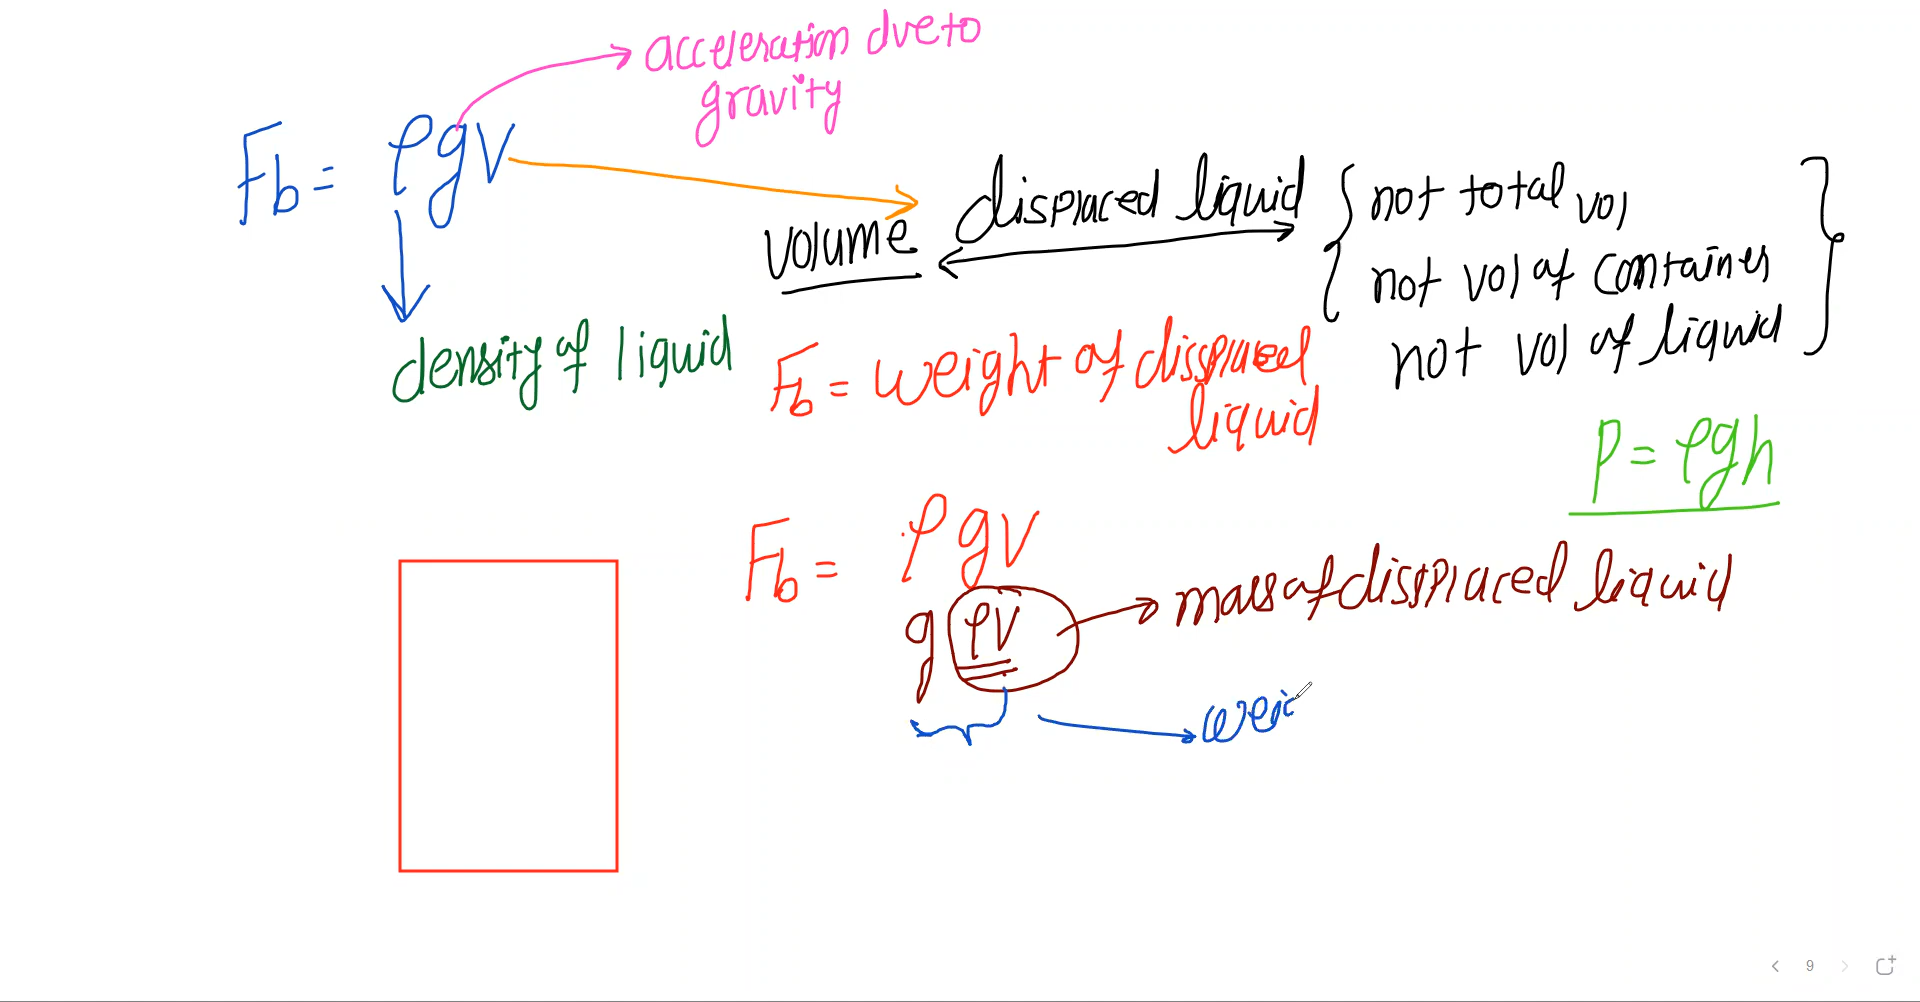 acceleration due to
gravity
Fb = ρgv
volume displaced liquid
not total vol
not vol of container
not vol of liquid
density of liquid
Fb = weight of displaced
liquid
P = ρgh
Fb = ρgv
g ρv
mass of displaced liquid
wei
9